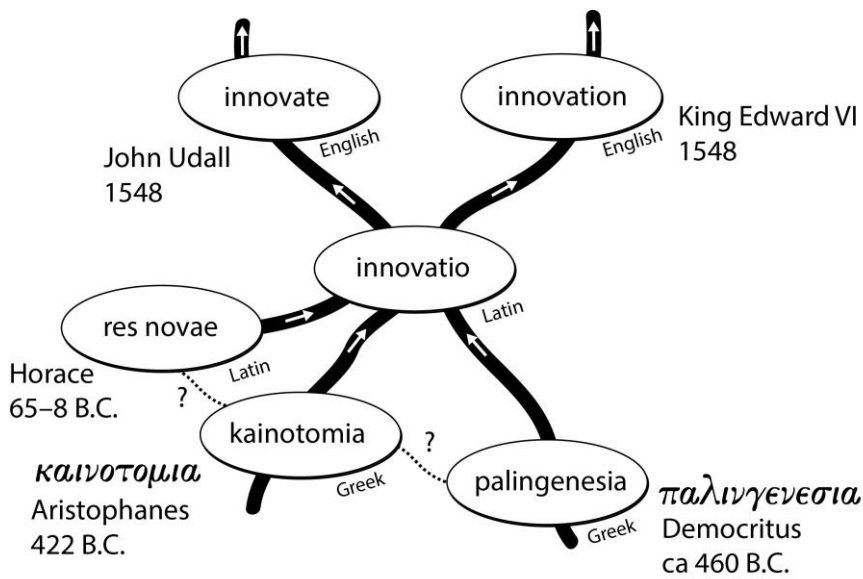 innovate
English
John Udall
1548
innovation
English
King Edward VI
1548
innovatio
Latin
res novae
Latin
Horace
65–8 B.C.
?
kainotomia
Greek
καινοτομια
Aristophanes
422 B.C.
?
palingenesia
Greek
παλινγενεσια
Democritus
ca 460 B.C.